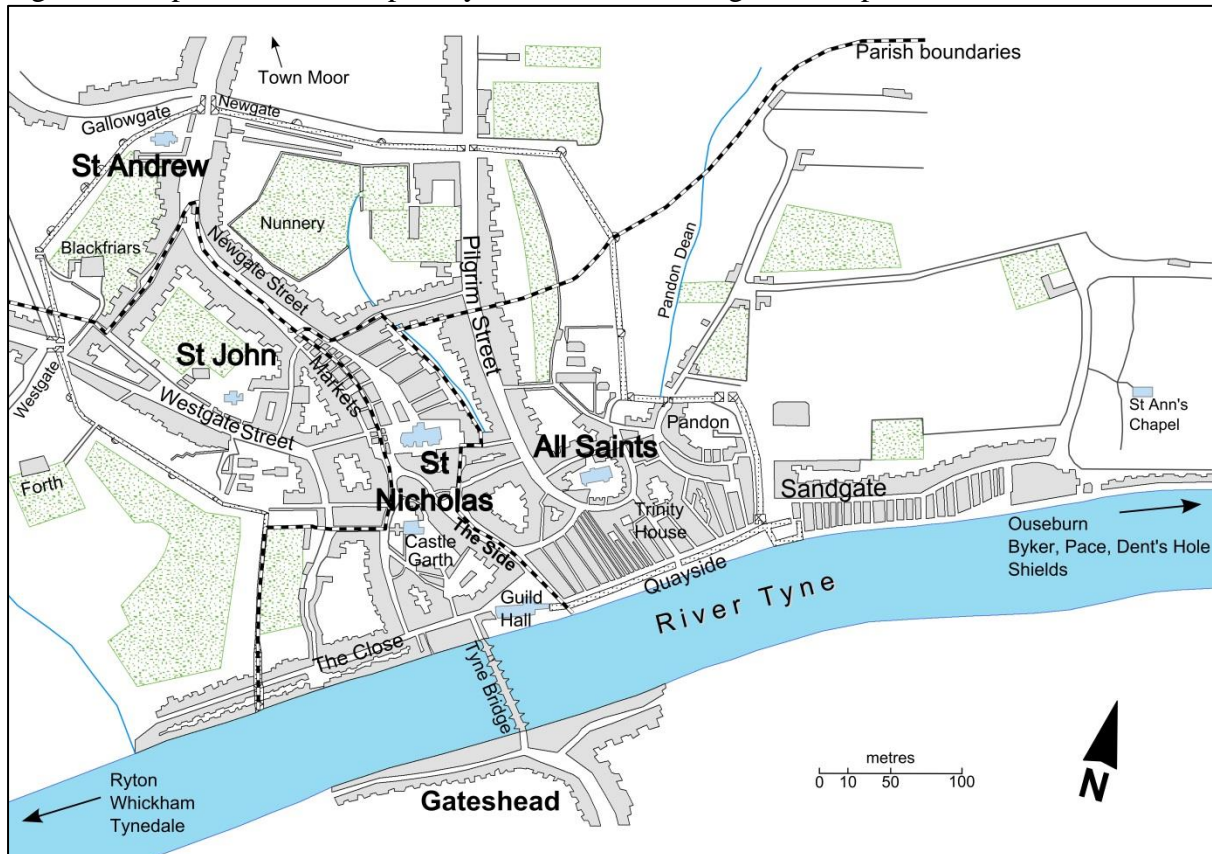 Parish boundaries
Town Moor
Newgate
Gallowgate
St Andrew
Blackfriars
Nunnery
Newgate Street
Pilgrim Street
Pandon Dean
St John
Markets
Westgate
Westgate Street
Pandon
St Ann's
Chapel
All Saints
St
Nicholas
Forth
Sandgate
Trinity
House
Castle
Garth
The Side
Ouseburn
Byker, Pace, Dent's Hole
Shields
Quayside
Guild
Hall
River Tyne
The Close
Tyne Bridge
metres
0 10 50 100
N
Ryton
Whickham
Tynedale
Gateshead